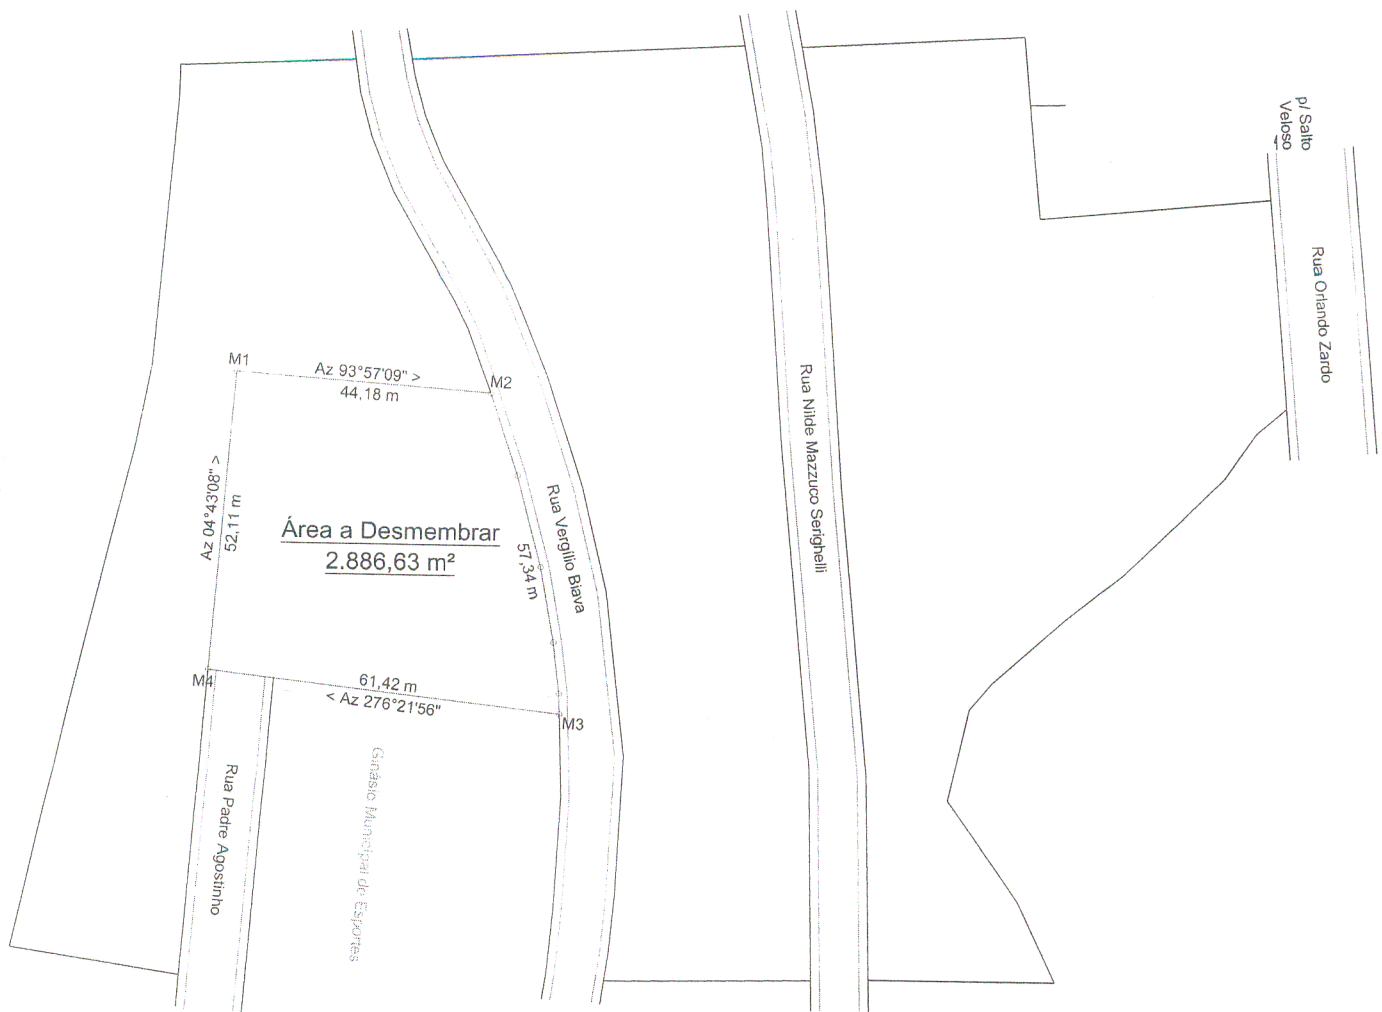 p/ Salto
Veloso
Rua Orlando Zardo
M1
Az 93°57'09" >
44,18 m
M2
Rua Nilde Mazzuco Serighelli
Az 04°43'08" >
52,11 m
Área a Desmembrar
2.886,63 m²
57,34 m
Rua Vergílio Biava
M4
61,42 m
< Az 276°21'56"
M3
Rua Padre Agostinho
Ginásio Municipal de Esportes